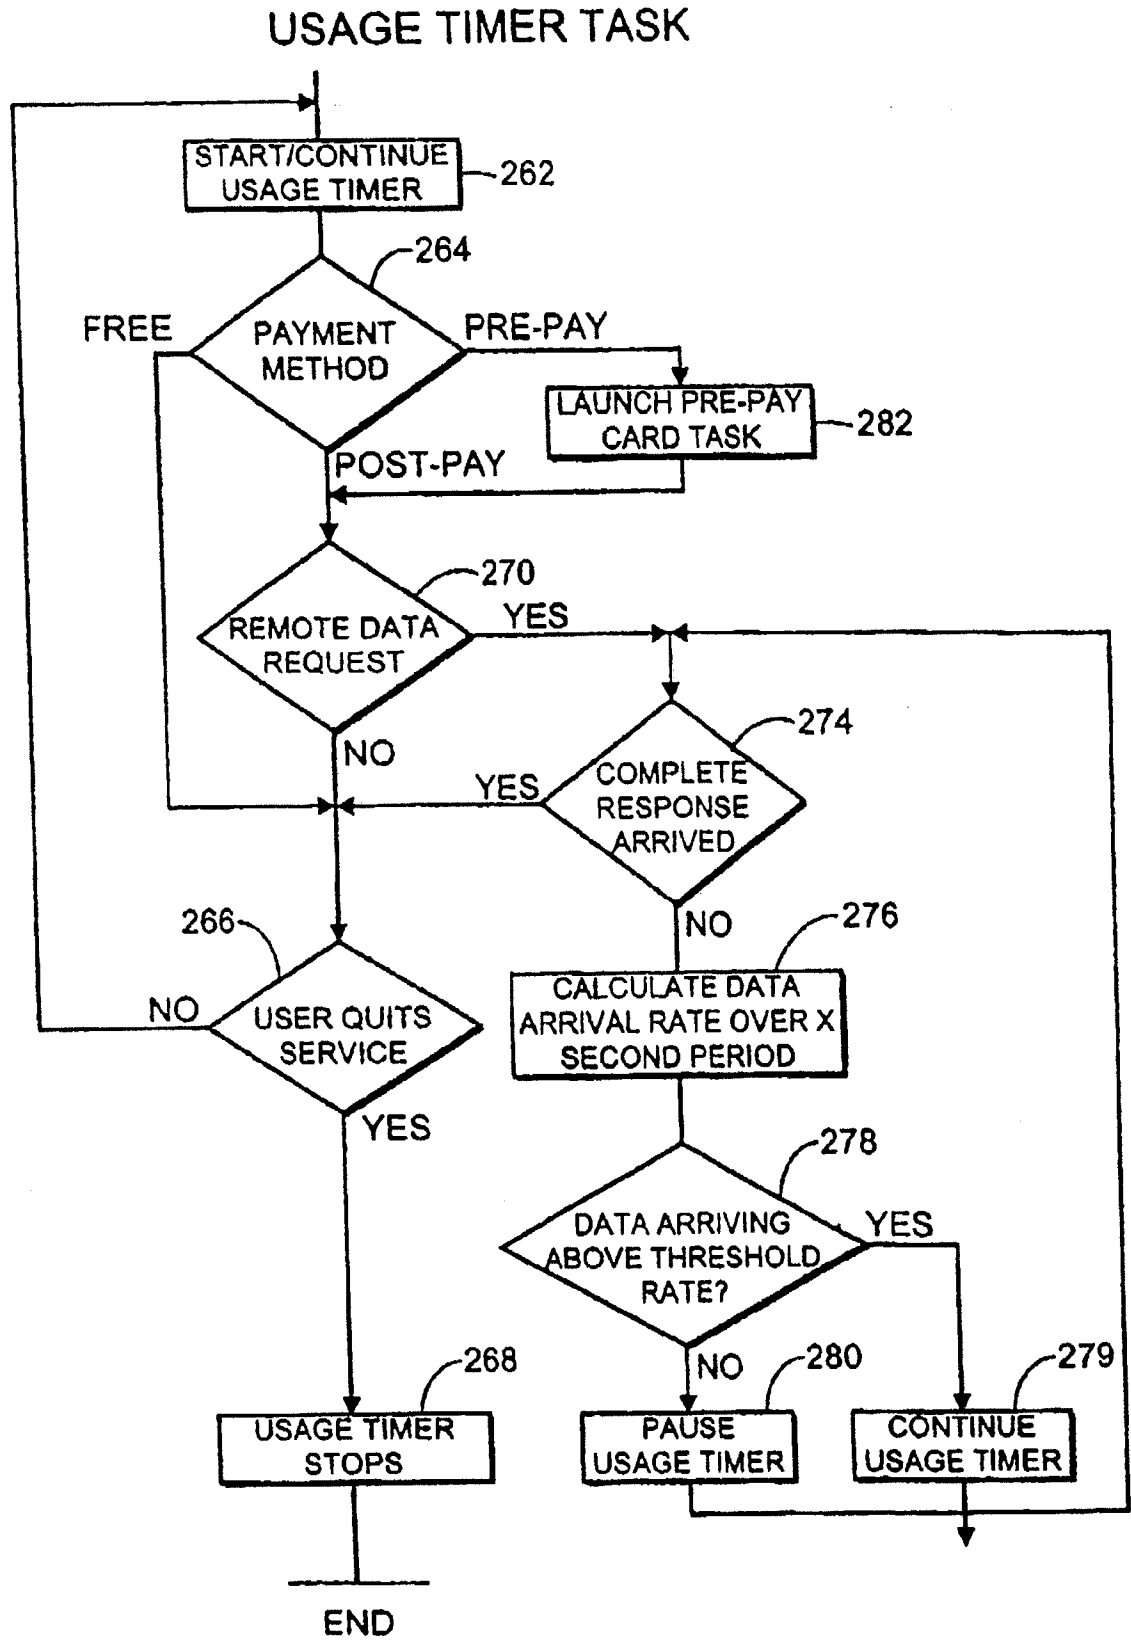 USAGE TIMER TASK
START/CONTINUE
USAGE TIMER
262
264
FREE
PAYMENT
METHOD
PRE-PAY
LAUNCH PRE-PAY
CARD TASK
282
POST-PAY
270
REMOTE DATA
REQUEST
YES
NO
274
YES
COMPLETE
RESPONSE
ARRIVED
NO
266
NO
USER QUITS
SERVICE
YES
276
CALCULATE DATA
ARRIVAL RATE OVER X
SECOND PERIOD
278
DATA ARRIVING
ABOVE THRESHOLD
RATE?
YES
NO
268
USAGE TIMER
STOPS
280
PAUSE
USAGE TIMER
279
CONTINUE
USAGE TIMER
END